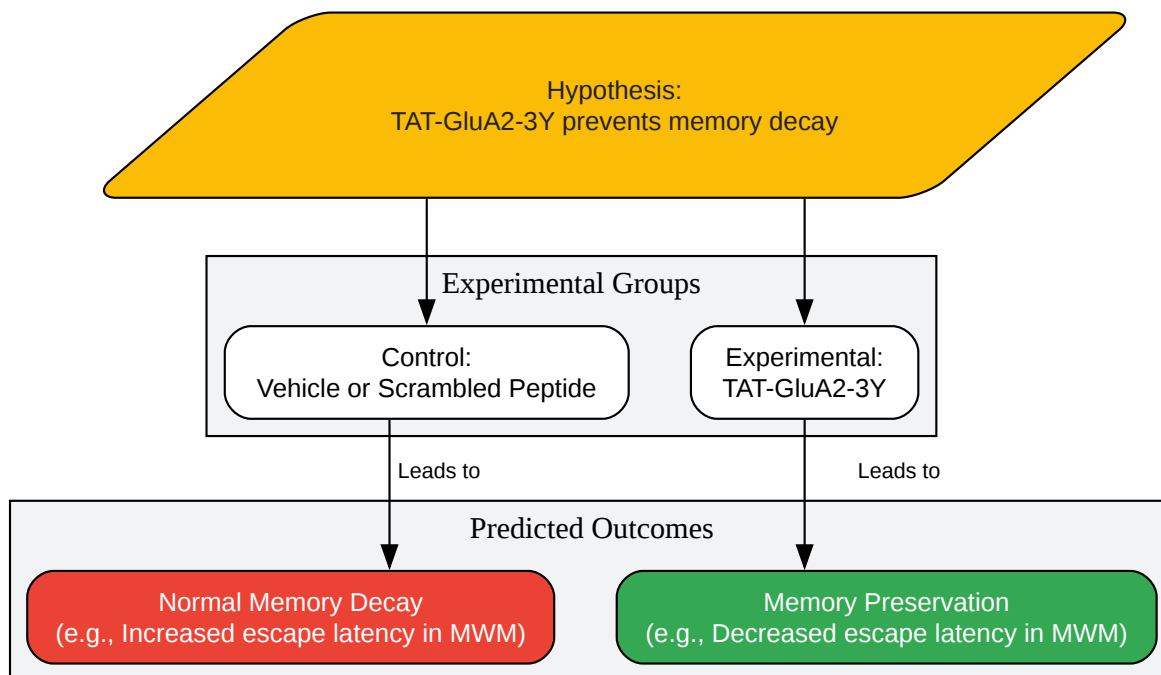 Hypothesis:
TAT-GluA2-3Y prevents memory decay
Experimental Groups
Control:
Vehicle or Scrambled Peptide
Experimental:
TAT-GluA2-3Y
Leads to
Leads to
Predicted Outcomes
Normal Memory Decay
(e.g., Increased escape latency in MWM)
Memory Preservation
(e.g., Decreased escape latency in MWM)